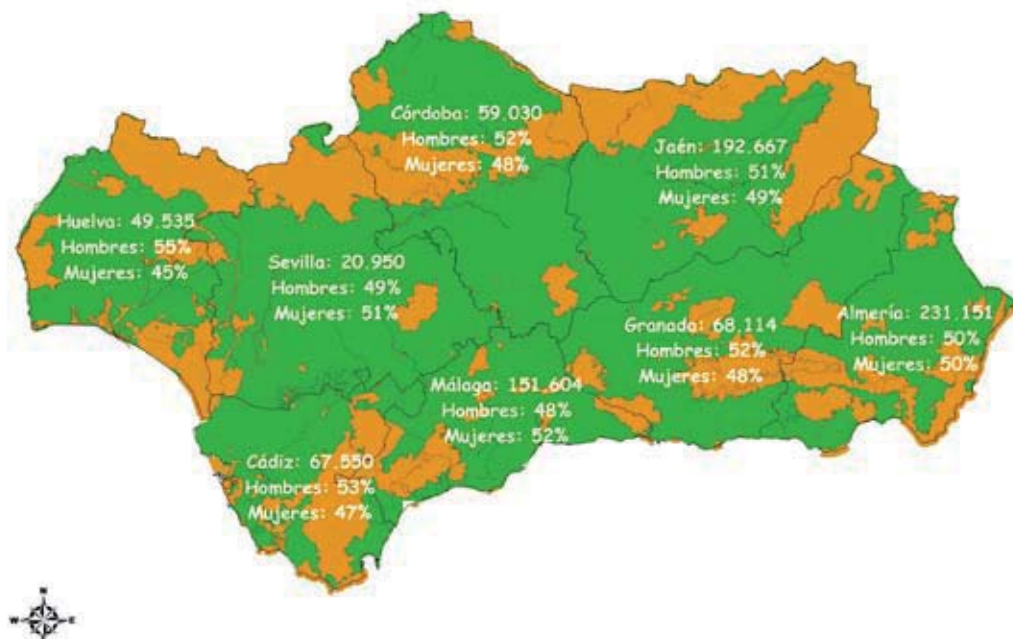 Córdoba: 59.030
Hombres: 52%
Mujeres: 48%
Jaén: 192.667
Hombres: 51%
Mujeres: 49%
Huelva: 49.535
Hombres: 55%
Mujeres: 45%
Sevilla: 20.950
Hombres: 49%
Mujeres: 51%
Granada: 68.114
Hombres: 52%
Mujeres: 48%
Almería: 231.151
Hombres: 50%
Mujeres: 50%
Málaga: 151.604
Hombres: 48%
Mujeres: 52%
Cádiz: 67.550
Hombres: 53%
Mujeres: 47%
N
W E
S